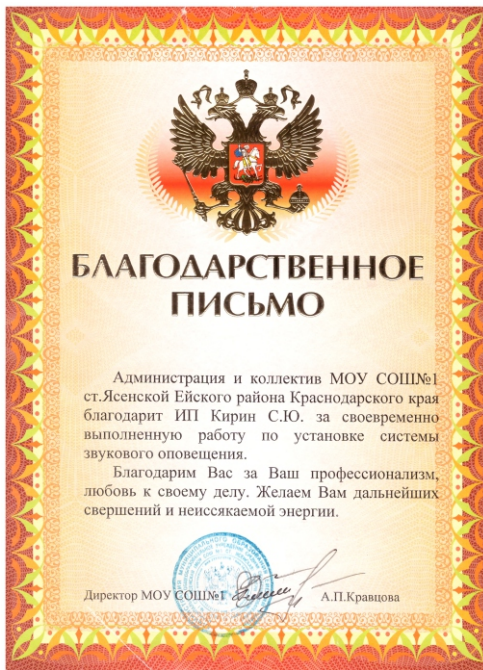 БЛАГОДАРСТВЕННОЕ
ПИСЬМО
Администрация и коллектив МОУ СОШ№1
ст.Ясенской Ейского района Краснодарского края
благодарит ИП Кирин С.Ю. за своевременно
выполненную работу по установке системы
звукового оповещения.
Благодарим Вас за Ваш профессионализм,
любовь к своему делу. Желаем Вам дальнейших
свершений и неиссякаемой энергии.
Директор МОУ СОШ№1 А.П.Кравцова